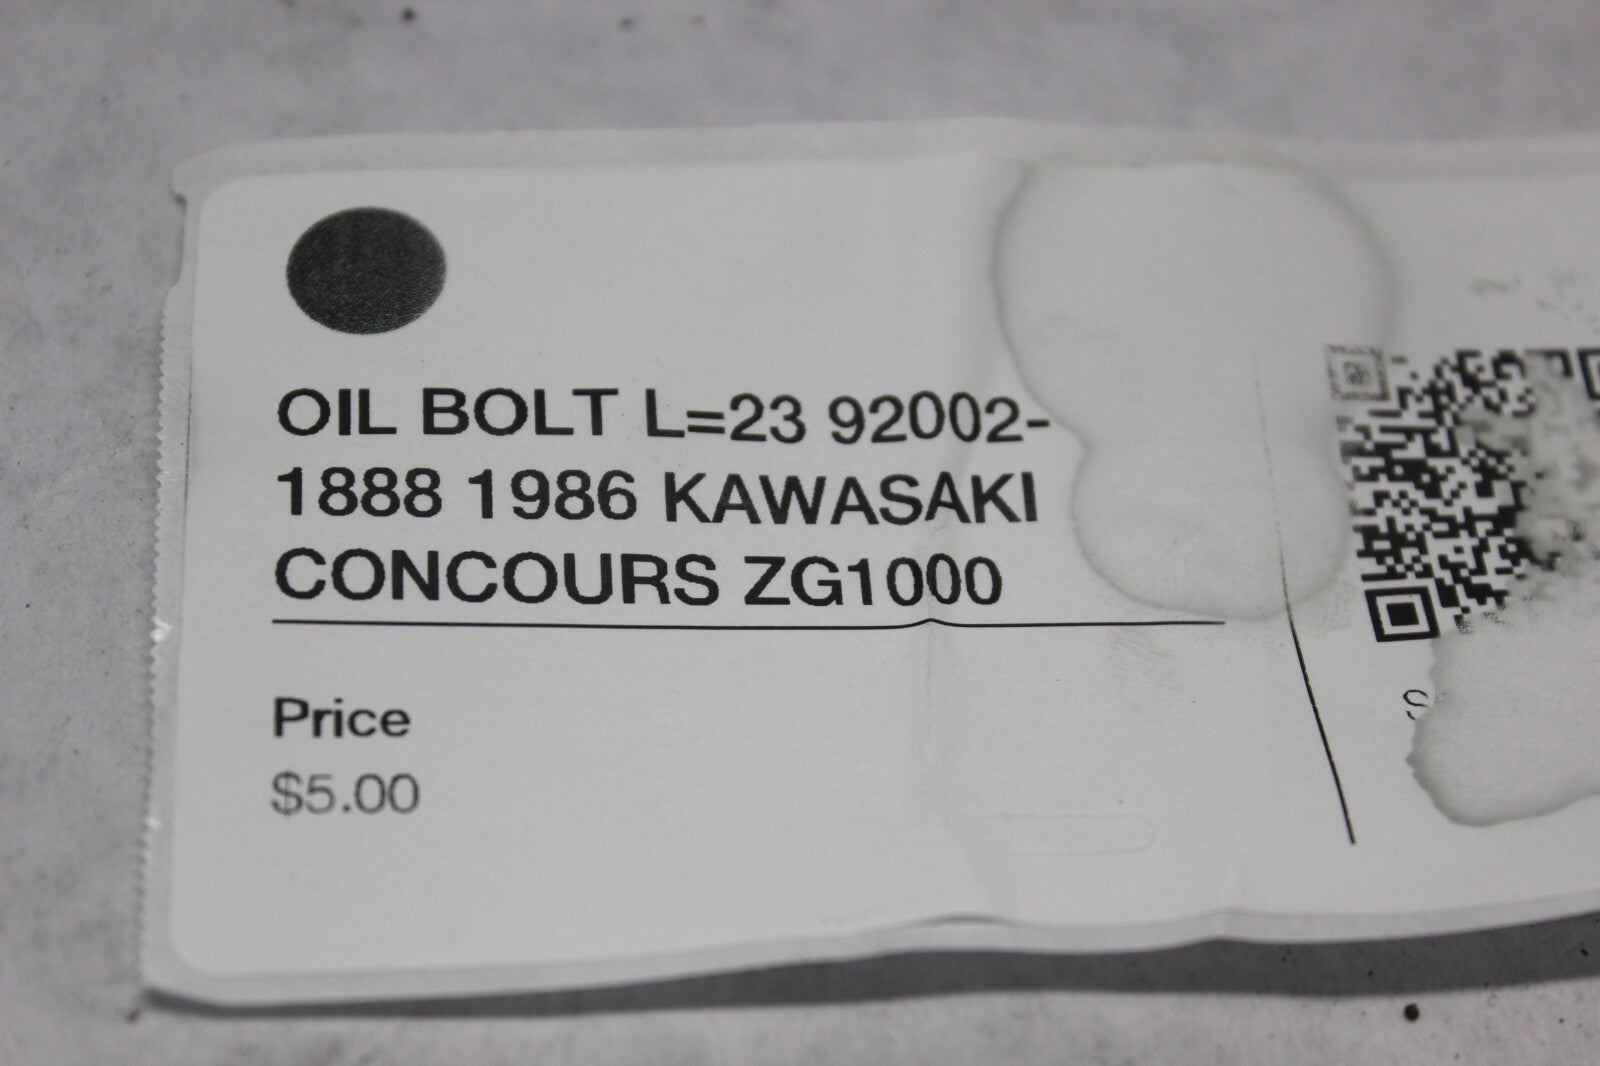 OIL BOLT L=23 92002-
1888 1986 KAWASAKI
CONCOURS ZG1000
Price
$5.00